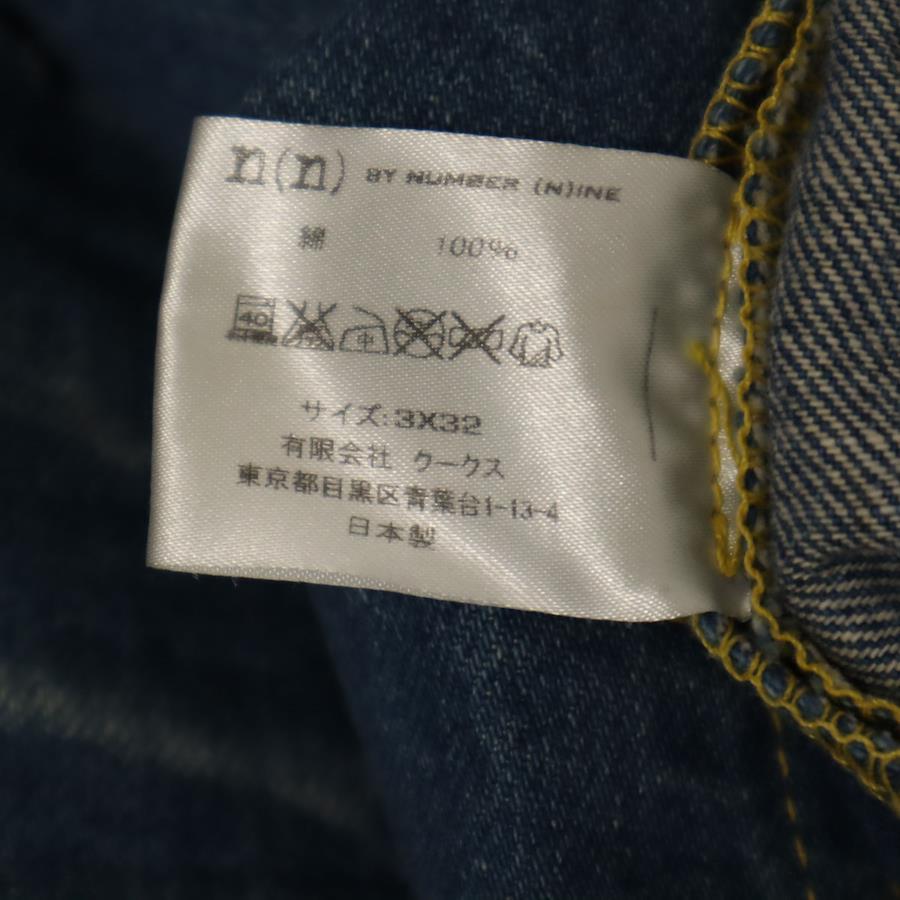 n(n) BY NUMBER (N)INE
綿 100%
40
サイズ:3X32
有限会社 クークス
東京都目黒区青葉台1-13-4
日本製